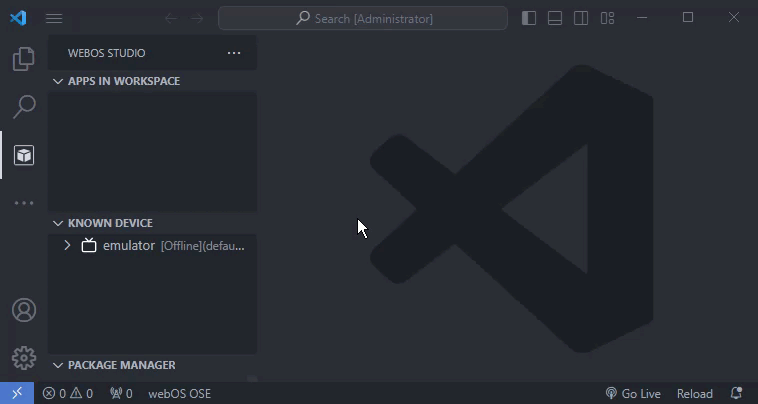 Search [Administrator]
WEBOS STUDIO
APPS IN WORKSPACE
KNOWN DEVICE
emulator [Offline](defau...
PACKAGE MANAGER
0 0 0 webOS OSE Go Live Reload